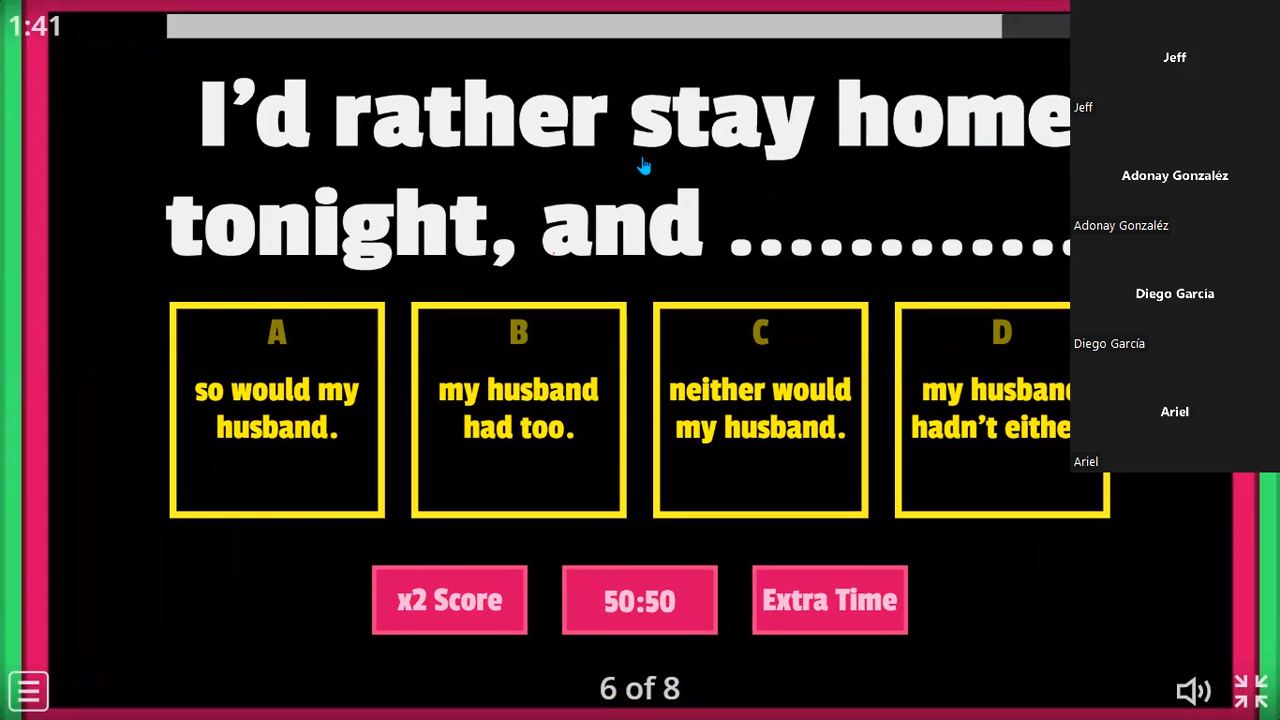 1:41
I’d rather stay home
tonight, and ............
A
so would my
husband.
B
my husband
had too.
C
neither would
my husband.
D
my husband
hadn’t eithe
x2 Score
50:50
Extra Time
6 of 8
Jeff
Jeff
Adonay Gonzaléz
Adonay Gonzaléz
Diego García
Diego García
Ariel
Ariel